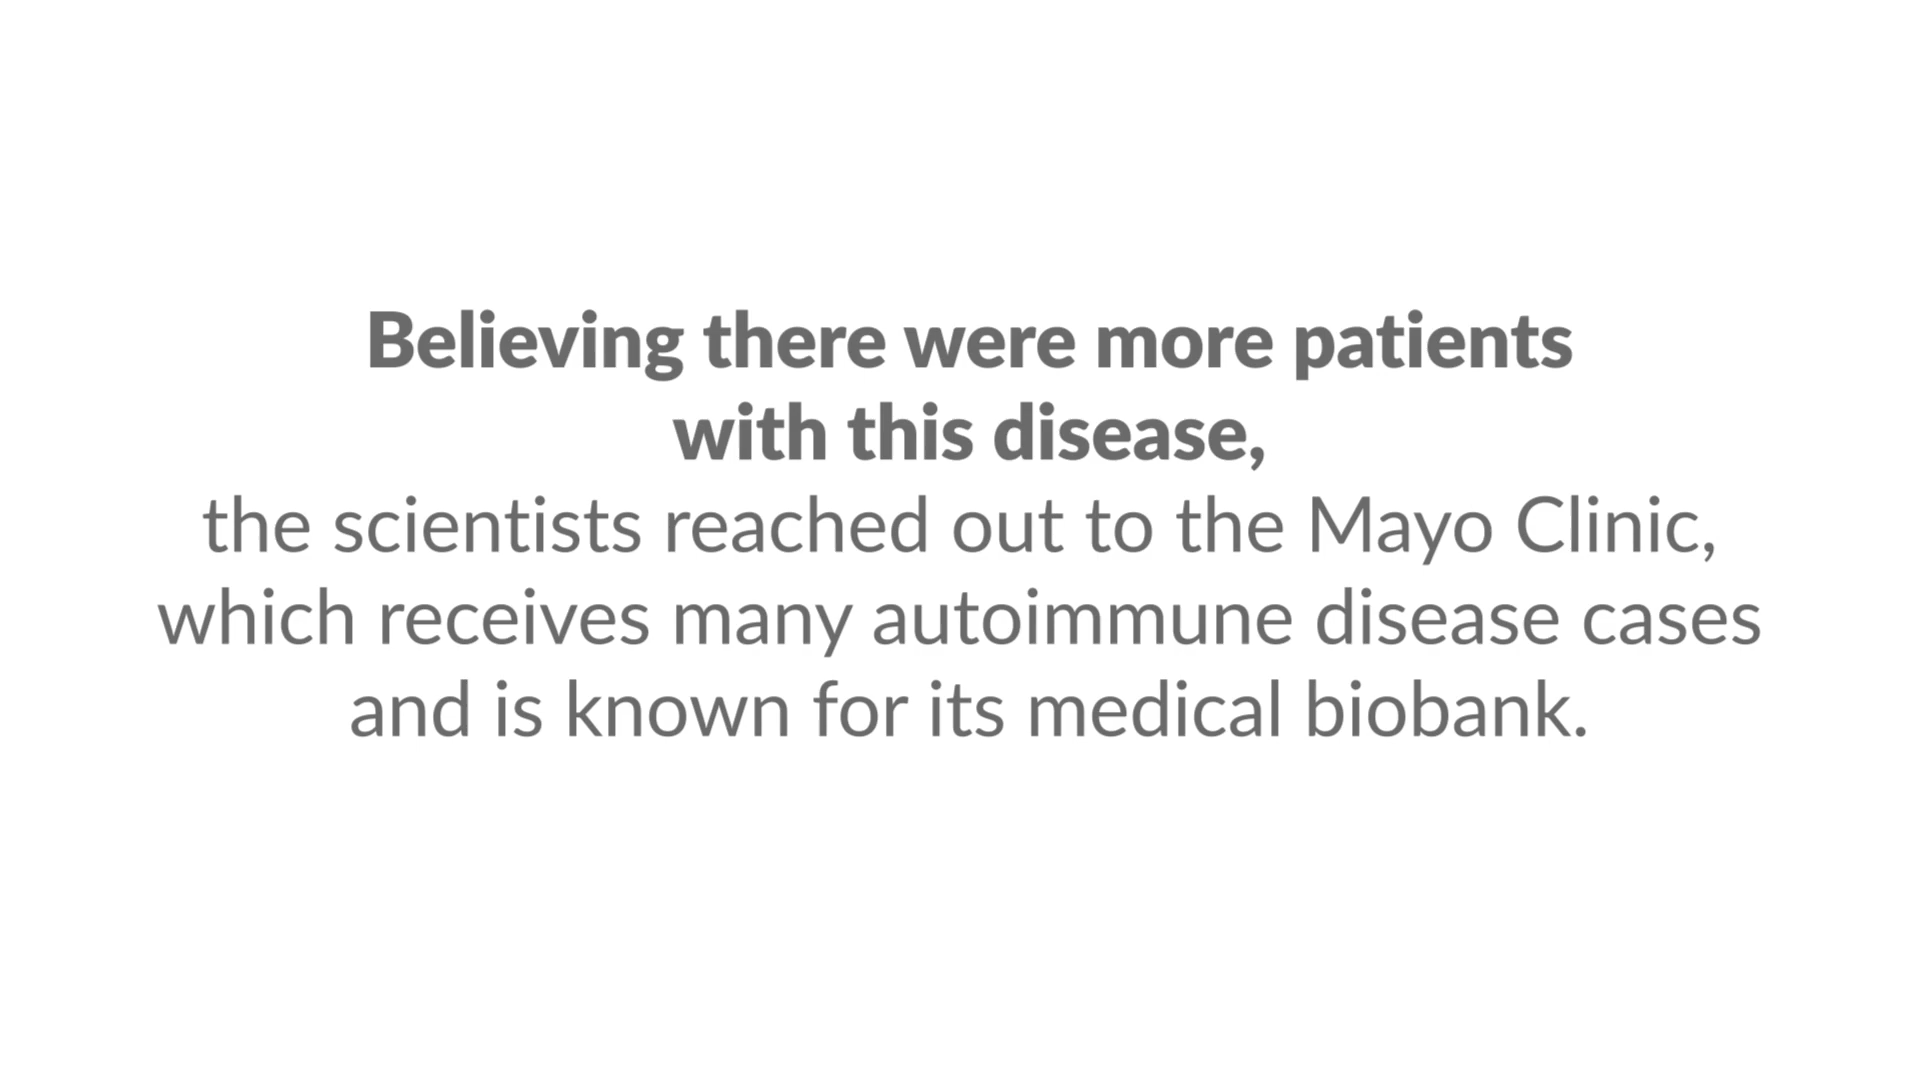 Believing there were more patients
with this disease,
the scientists reached out to the Mayo Clinic,
which receives many autoimmune disease cases
and is known for its medical biobank.